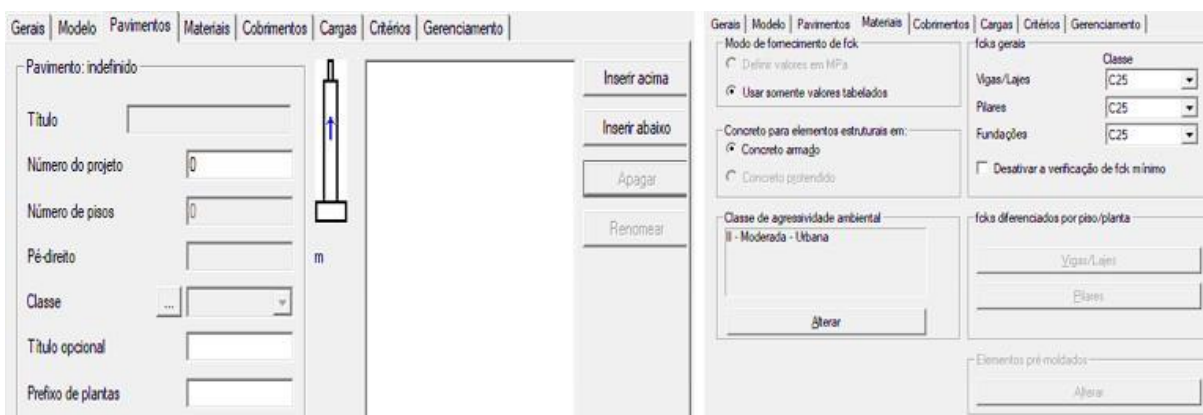 Gerais Modelo Pavimentos Materiais Cobrimentos Cargas Critérios Gerenciamento
Pavimento: indefinido
Título
Número do projeto 0
Número de pisos 0
Pé-direito m
Classe ...
Título opcional
Prefixo de plantas
Inserir acima
Inserir abaixo
Apagar
Renomear
Gerais Modelo Pavimentos Materiais Cobrimentos Cargas Critérios Gerenciamento
Modo de fornecimento de fck
Definir valores em MPa
Usar somente valores tabelados
Concreto para elementos estruturais em:
Concreto armado
Concreto protendido
Classe de agressividade ambiental
II - Moderada - Urbana
Alterar
fcks gerais
Classe
Vigas/Lajes C25
Pilares C25
Fundações C25
Desativar a verificação de fck mínimo
fcks diferenciados por piso/planta
Vigas/Lajes
Pilares
Elementos pré-moldados
Alterar